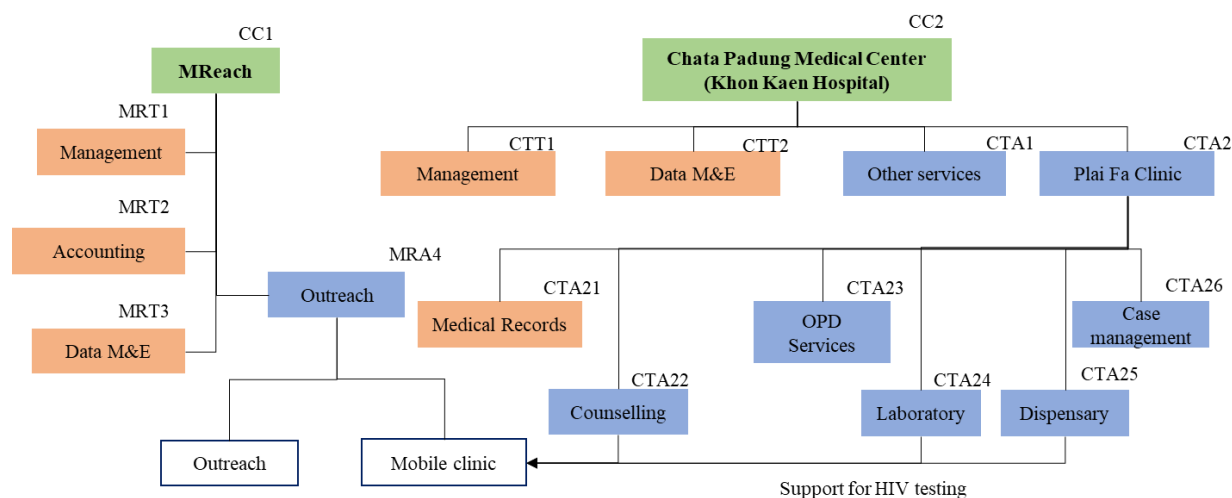 CC1
CC2
MReach
Chata Padung Medical Center
(Khon Kaen Hospital)
MRT1
CTT1
CTT2
CTA1
CTA2
Management
Management
Data M&E
Other services
Plai Fa Clinic
MRT2
Accounting
MRA4
Outreach
CTA21
CTA23
CTA26
MRT3
Medical Records
OPD
Services
Case
management
Data M&E
CTA22
CTA24
CTA25
Counselling
Laboratory
Dispensary
Outreach
Mobile clinic
Support for HIV testing